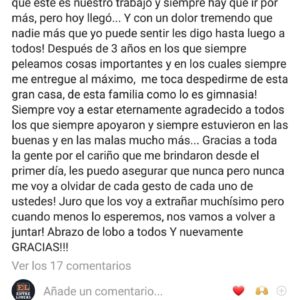 que este es nuestro trabajo y siempre hay que ir por
más, pero hoy llegó... Y con un dolor tremendo que
nadie más que yo puede sentir les digo hasta luego a
todos! Después de 3 años en los que siempre
peleamos cosas importantes y en los cuales siempre
me entregue al máximo, me toca despedirme de esta
gran casa, de esta familia como lo es gimnasia!
Siempre voy a estar eternamente agradecido a todos
los que siempre apoyaron y siempre estuvieron en las
buenas y en las malas mucho más... Gracias a toda
la gente por el cariño que me brindaron desde el
primer día, les puedo asegurar que nunca pero nunca
me voy a olvidar de cada gesto de cada uno de
ustedes! Juro que los voy a extrañar muchísimo pero
cuando menos lo esperemos, nos vamos a volver a
juntar! Abrazo de lobo a todos Y nuevamente
GRACIAS!!!
Ver los 17 comentarios
Añade un comentario...